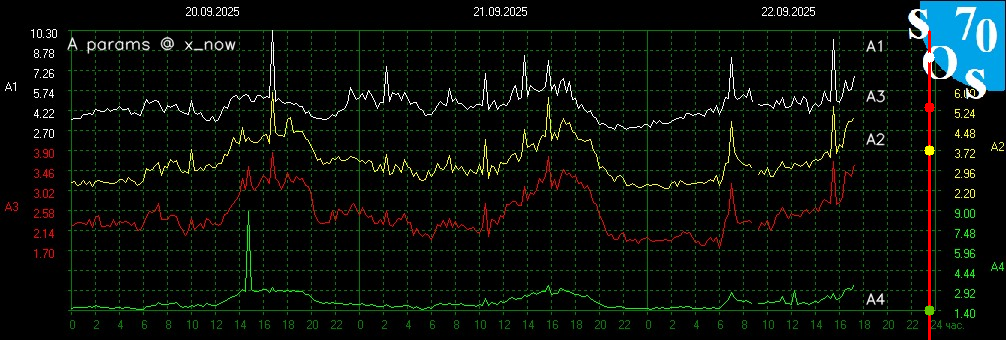 20.09.2025 21.09.2025 22.09.2025
SOS70
A params @ x_now
A1
A3
A2
A4
A1
10.30
8.78
7.26
5.74
4.22
2.70
A3
3.90
3.46
3.02
2.58
2.14
1.70
A2
6.00
5.24
4.48
3.72
2.96
2.20
A4
9.00
7.48
5.96
4.44
2.92
1.40
0 2 4 6 8 10 12 14 16 18 20 22 0 2 4 6 8 10 12 14 16 18 20 22 0 2 4 6 8 10 12 14 16 18 20 22 24 час.